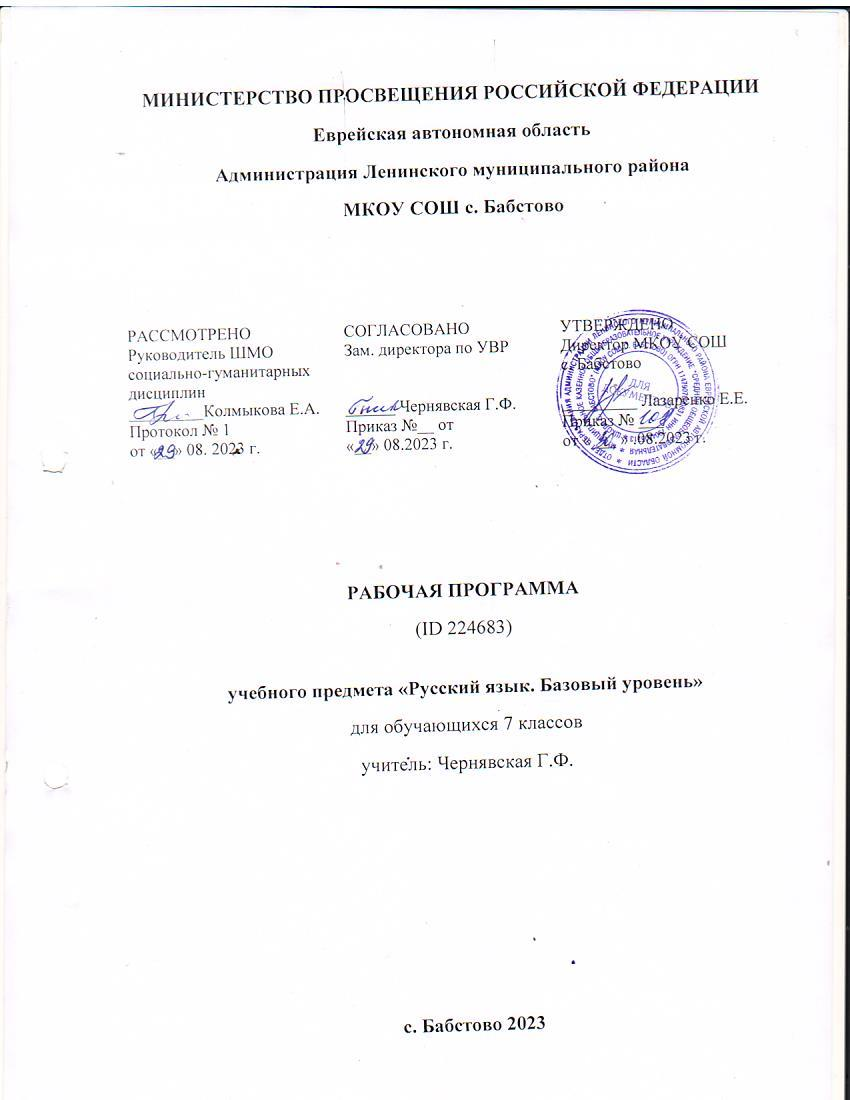 МИНИСТЕРСТВО ПРОСВЕЩЕНИЯ РОССИЙСКОЙ ФЕДЕРАЦИИ
Еврейская автономная область
Администрация Ленинского муниципального района
МКОУ СОШ с. Бабстово
РАССМОТРЕНО
Руководитель ШМО
социально-гуманитарных
дисциплин
Колмыкова Е.А.
Протокол № 1
от «29» 08. 2023 г.
СОГЛАСОВАНО
Зам. директора по УВР
Чернявская Г.Ф.
Приказ №__ от
«29» 08.2023 г.
УТВЕРЖДЕНО
Директор МКОУ СОШ
с. Бабстово
Лазаренко Е.Е.
Приказ №
от « » 08.2023 г.
ДЛЯ
РАБОЧАЯ ПРОГРАММА
(ID 224683)
учебного предмета «Русский язык. Базовый уровень»
для обучающихся 7 классов
учитель: Чернявская Г.Ф.
с. Бабстово 2023